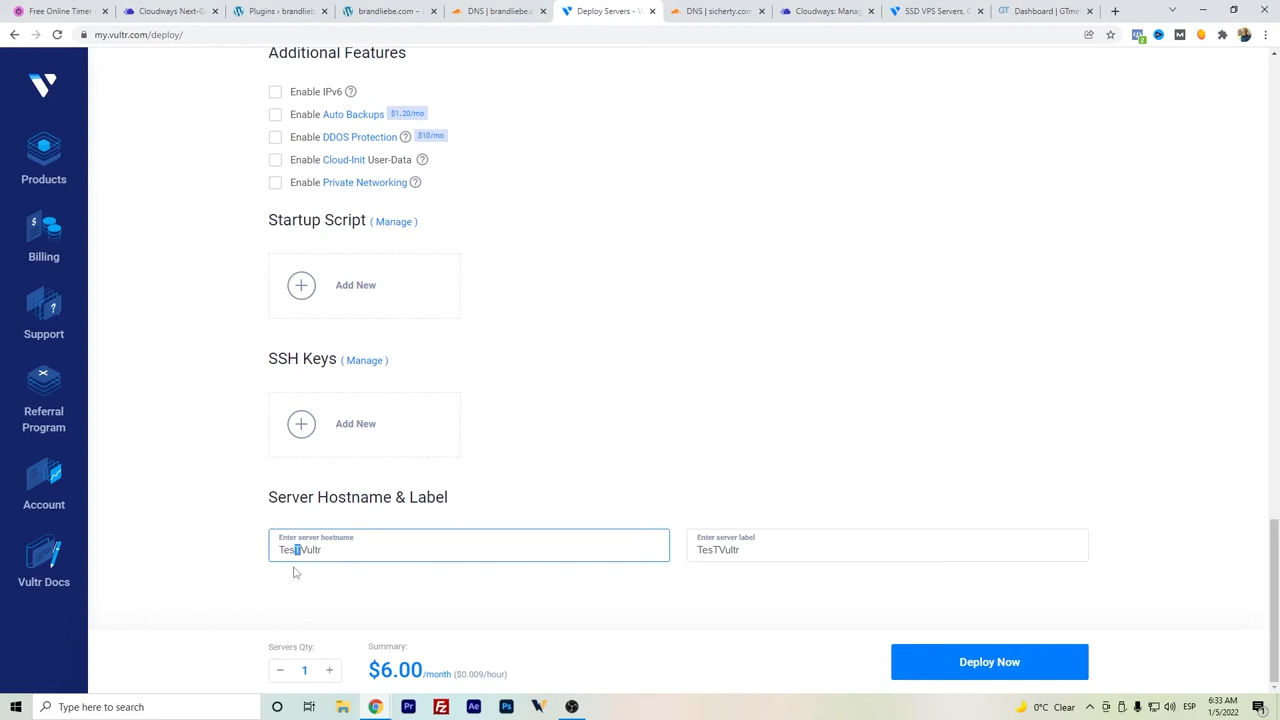 Free Online Timer - c
Cloudways Next-G
Plugins ‹ brandlieb
brandliebe.com – t
DNS | brandliebe.co
Deploy Servers - V
DNS | sicherty.com
Cloudways: Manag
SSD VPS Servers, C
Dashboard | GTme
my.vultr.com/deploy/
Products
Billing
Support
Referral
Program
Account
Vultr Docs
Additional Features
Enable IPv6 ?
Enable Auto Backups $1.20/mo
Enable DDOS Protection ? $10/mo
Enable Cloud-Init User-Data ?
Enable Private Networking ?
Startup Script ( Manage )
Add New
SSH Keys ( Manage )
Add New
Server Hostname & Label
Enter server hostname
TesTVultr
Enter server label
TesTVultr
Servers Qty:
− 1 +
Summary:
$6.00/month ($0.009/hour)
Deploy Now
Type here to search
0°C Clear
ESP
6:33 AM
1/5/2022